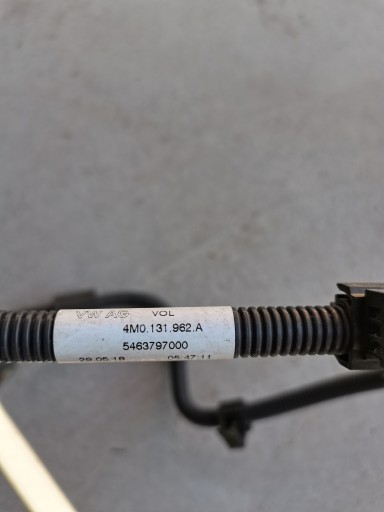 VW AG VOL
4M0.131.962.A
5463797000
29.05.18 05.47.11